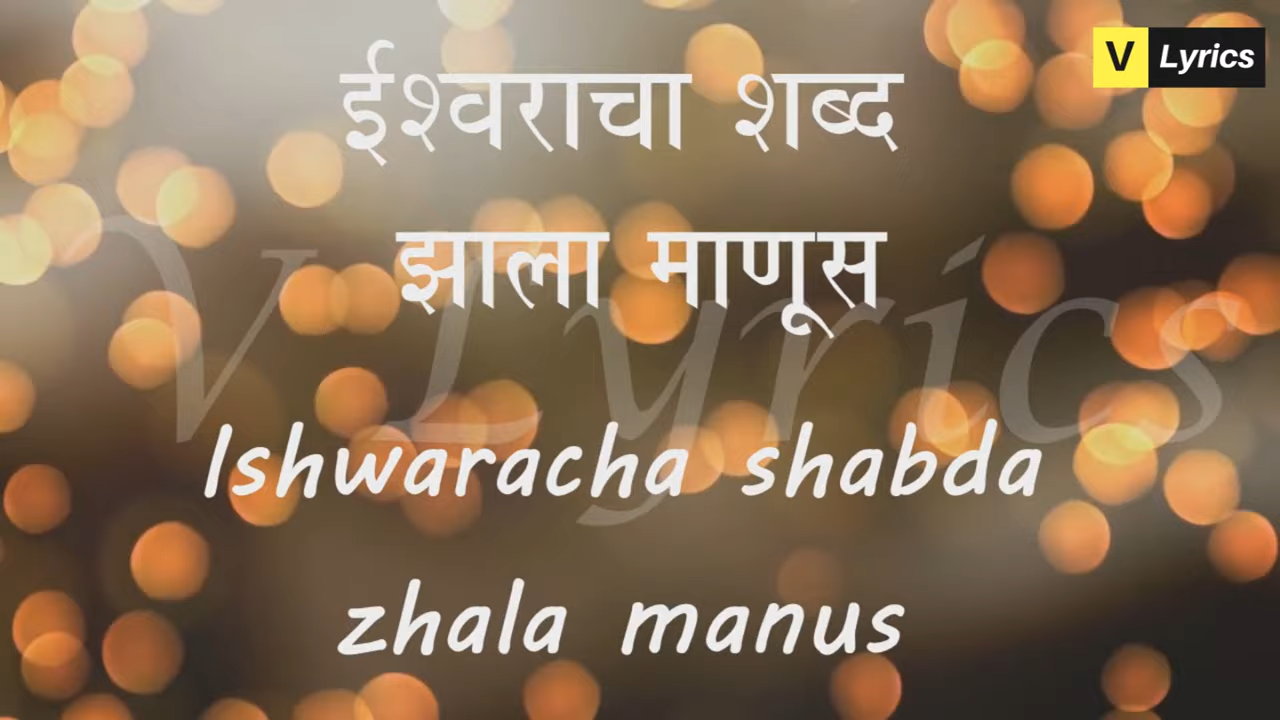 V Lyrics
ईश्वराचा शब्द
झाला माणूस
V Lyrics
Ishwaracha shabda
zhala manus